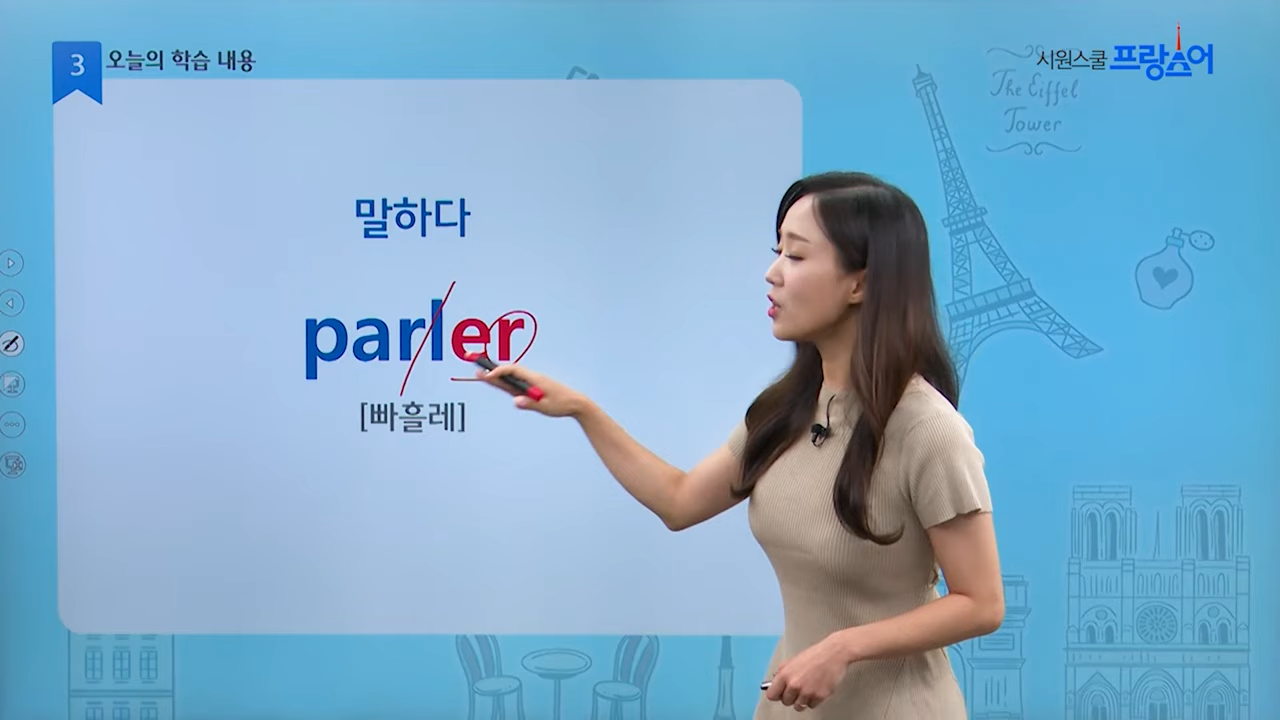 3 오늘의 학습 내용
시원스쿨 프랑스어
The Eiffel
Tower
말하다
parler
[빠흘레]